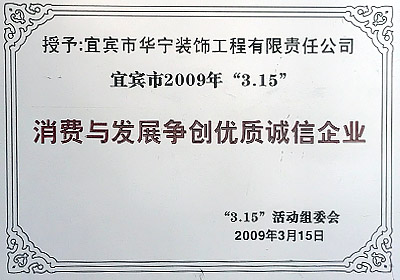 授予:宜宾市华宁装饰工程有限责任公司
宜宾市2009年“3.15”
消费与发展争创优质诚信企业
“3.15”活动组委会
2009年3月15日